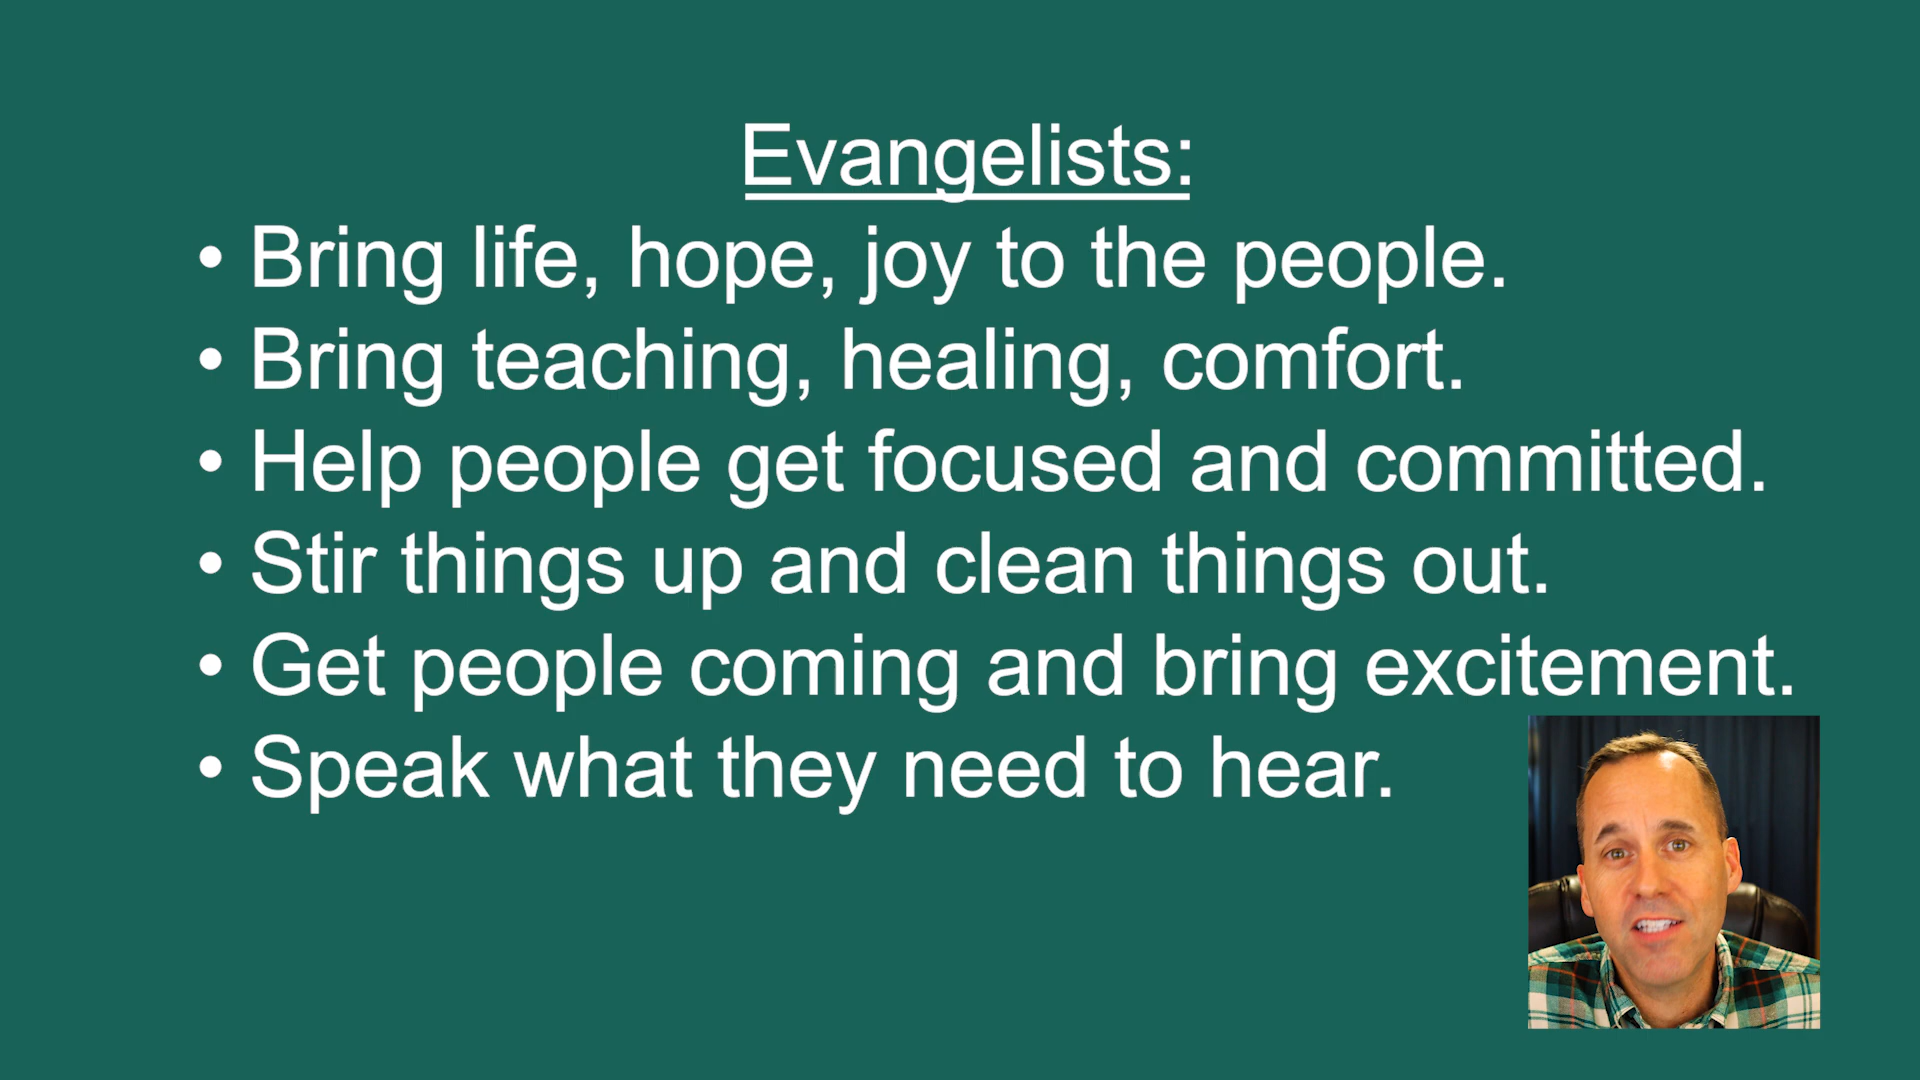 Evangelists:
• Bring life, hope, joy to the people.
• Bring teaching, healing, comfort.
• Help people get focused and committed.
• Stir things up and clean things out.
• Get people coming and bring excitement.
• Speak what they need to hear.